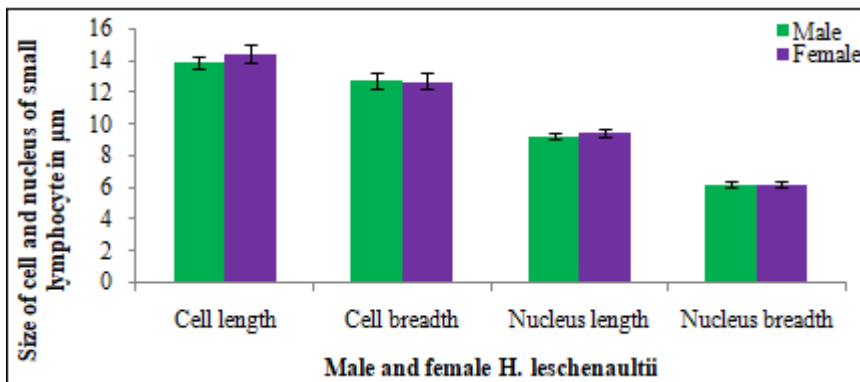 Size of cell and nucleus of small
lymphocyte in µm
16
14
12
10
8
6
4
2
0
Male
Female
Cell length
Cell breadth
Nucleus length
Nucleus breadth
Male and female H. leschenaultii